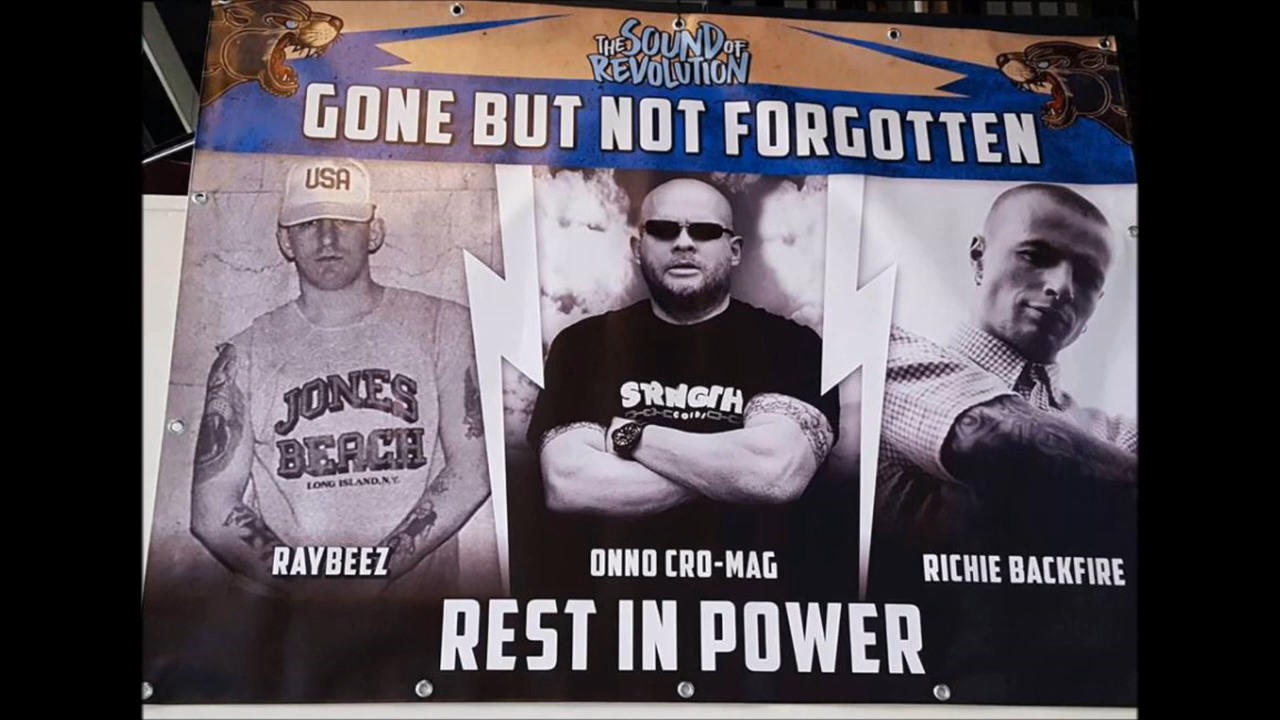 THE SOUND OF
REVOLUTION
GONE BUT NOT FORGOTTEN
USA
JONES
BEACH
LONG ISLAND, N.Y.
STRNGTH
RAYBEEZ
ONNO CRO-MAG
RICHIE BACKFIRE
REST IN POWER